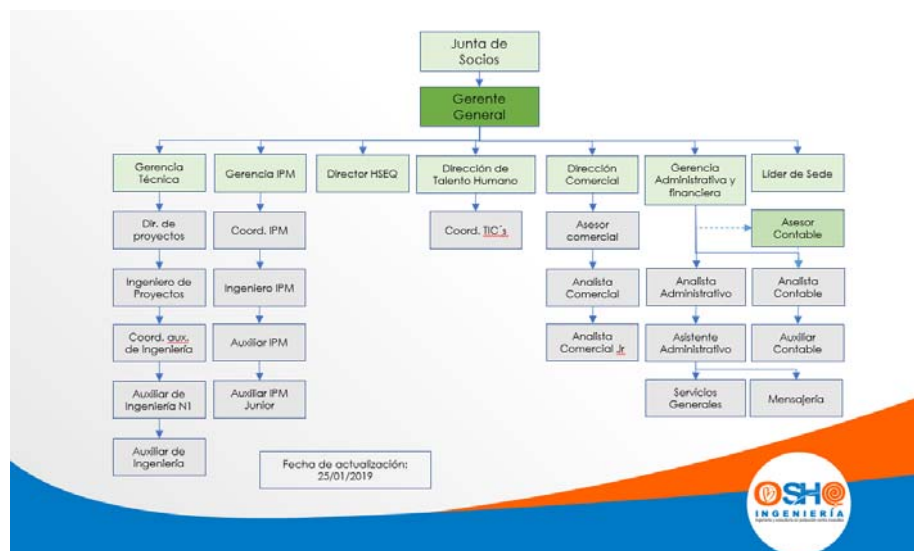 Junta de
Socios
Gerente
General
Gerencia
Técnica
Gerencia IPM
Director HSEQ
Dirección de
Talento Humano
Dirección
Comercial
Gerencia
Administrativa y
financiera
Líder de Sede
Dir. de
proyectos
Coord. IPM
Coord. TIC´s
Asesor
comercial
Asesor
Contable
Ingeniero de
Proyectos
Ingeniero IPM
Analista
Comercial
Analista
Administrativo
Analista
Contable
Coord. aux.
de Ingeniería
Auxiliar IPM
Analista
Comercial Jr
Asistente
Administrativo
Auxiliar
Contable
Auxiliar de
Ingeniería N1
Auxiliar IPM
Junior
Servicios
Generales
Mensajería
Auxiliar de
Ingeniería
Fecha de actualización:
25/01/2019
OSHO
INGENIERÍA